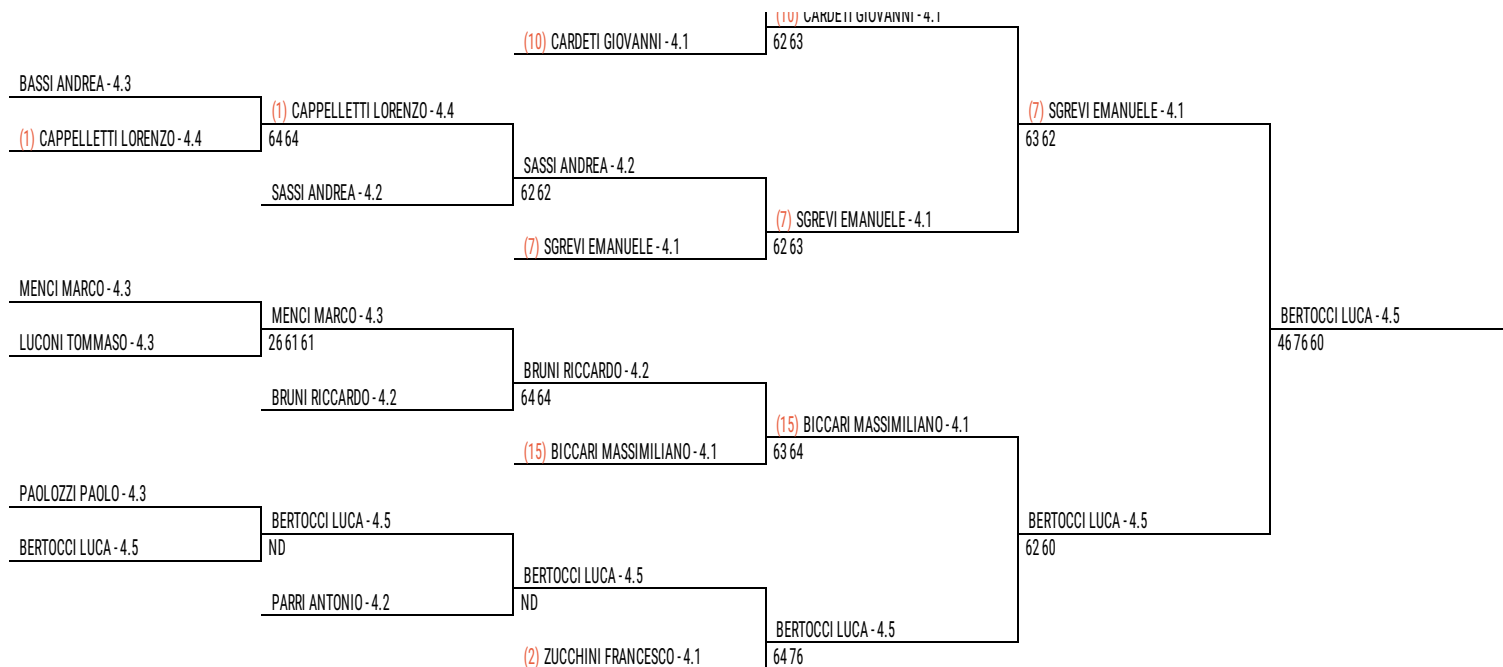 (10) CARDETI GIOVANNI - 4.1
(10) CARDETI GIOVANNI - 4.1
62 63
BASSI ANDREA - 4.3
(1) CAPPELLETTI LORENZO - 4.4
(7) SGREVI EMANUELE - 4.1
(1) CAPPELLETTI LORENZO - 4.4
64 64
63 62
SASSI ANDREA - 4.2
SASSI ANDREA - 4.2
62 62
(7) SGREVI EMANUELE - 4.1
(7) SGREVI EMANUELE - 4.1
62 63
MENCI MARCO - 4.3
MENCI MARCO - 4.3
BERTOCCI LUCA - 4.5
LUCONI TOMMASO - 4.3
26 61 61
46 76 60
BRUNI RICCARDO - 4.2
BRUNI RICCARDO - 4.2
64 64
(15) BICCARI MASSIMILIANO - 4.1
(15) BICCARI MASSIMILIANO - 4.1
63 64
PAOLOZZI PAOLO - 4.3
BERTOCCI LUCA - 4.5
BERTOCCI LUCA - 4.5
BERTOCCI LUCA - 4.5
ND
62 60
BERTOCCI LUCA - 4.5
PARRI ANTONIO - 4.2
ND
BERTOCCI LUCA - 4.5
(2) ZUCCHINI FRANCESCO - 4.1
64 76